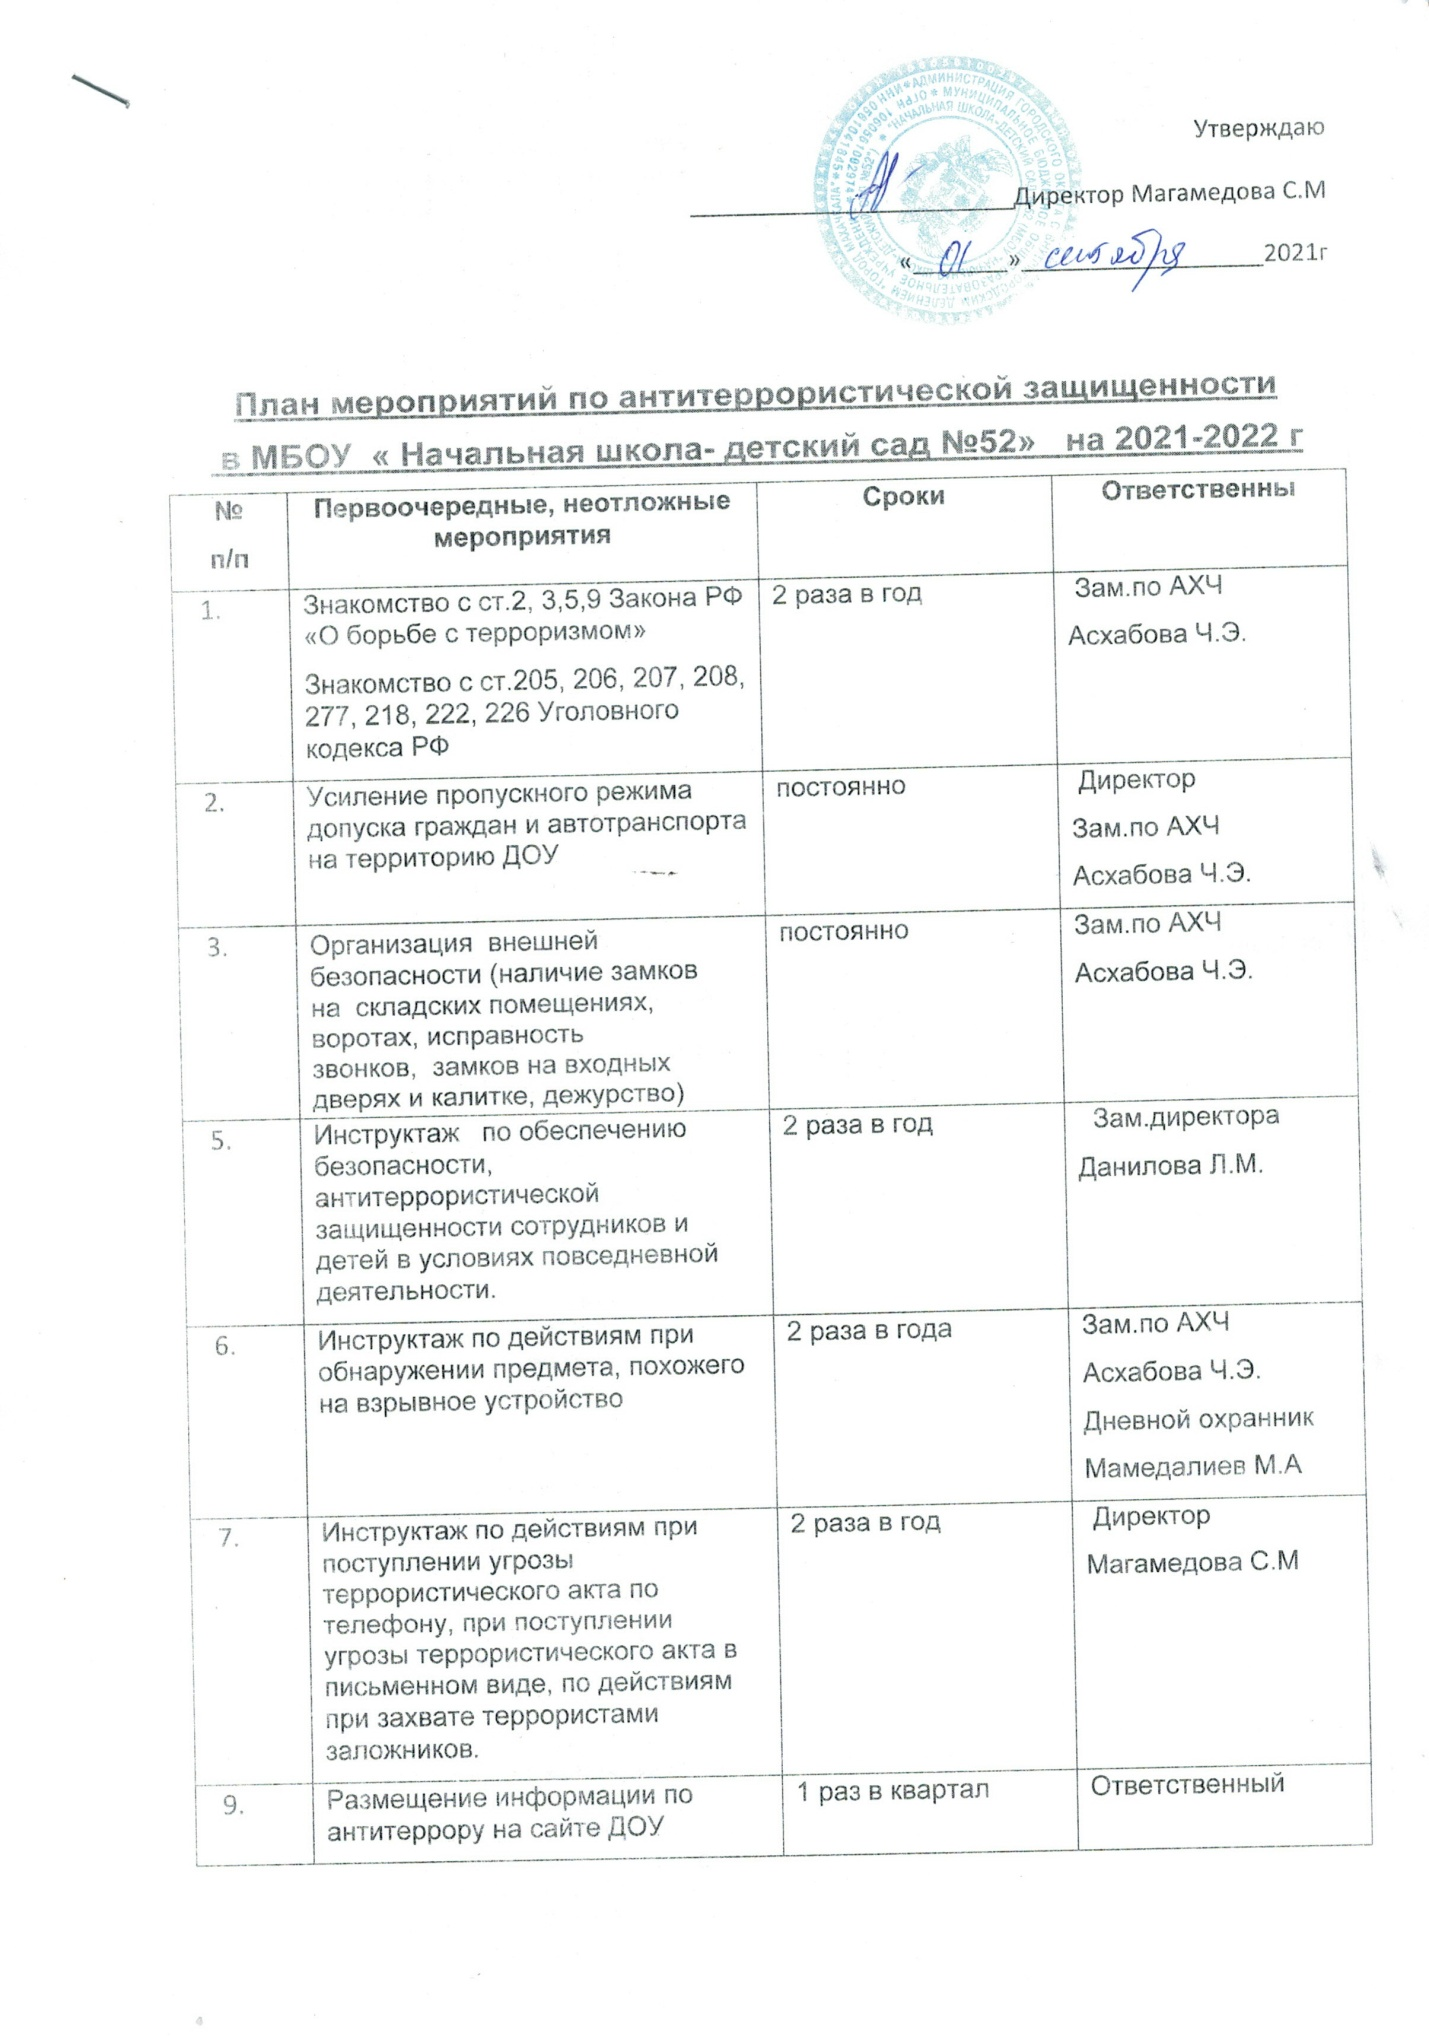 Утверждаю
Директор Магамедова С.М
«01» сентября 2021г
План мероприятий по антитеррористической защищенности
в МБОУ « Начальная школа- детский сад №52» на 2021-2022 г
№ п/п
Первоочередные, неотложные
мероприятия
Сроки
Ответственны
1.
Знакомство с ст.2, 3,5,9 Закона РФ
«О борьбе с терроризмом»
Знакомство с ст.205, 206, 207, 208,
277, 218, 222, 226 Уголовного
кодекса РФ
2 раза в год
Зам.по АХЧ
Асхабова Ч.Э.
2.
Усиление пропускного режима
допуска граждан и автотранспорта
на территорию ДОУ
постоянно
Директор
Зам.по АХЧ
Асхабова Ч.Э.
3.
Организация внешней
безопасности (наличие замков
на складских помещениях,
воротах, исправность
звонков, замков на входных
дверях и калитке, дежурство)
постоянно
Зам.по АХЧ
Асхабова Ч.Э.
5.
Инструктаж по обеспечению
безопасности,
антитеррористической
защищенности сотрудников и
детей в условиях повседневной
деятельности.
2 раза в год
Зам.директора
Данилова Л.М.
6.
Инструктаж по действиям при
обнаружении предмета, похожего
на взрывное устройство
2 раза в года
Зам.по АХЧ
Асхабова Ч.Э.
Дневной охранник
Мамедалиев М.А
7.
Инструктаж по действиям при
поступлении угрозы
террористического акта по
телефону, при поступлении
угрозы террористического акта в
письменном виде, по действиям
при захвате террористами
заложников.
2 раза в год
Директор
Магамедова С.М
9.
Размещение информации по
антитеррору на сайте ДОУ
1 раз в квартал
Ответственный